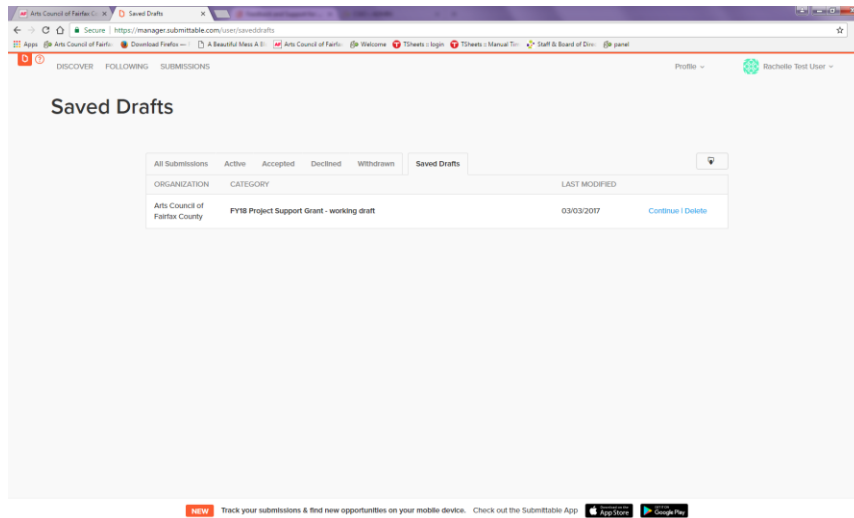 Arts Council of Fairfax Co
Saved Drafts
Secure
https://manager.submittable.com/user/saveddrafts
Apps
Arts Council of Fairfa
Download Firefox —
A Beautiful Mess A B
Arts Council of Fairfa
Welcome
TSheets :: login
TSheets :: Manual Tim
Staff & Board of Dire
panel
DISCOVER
FOLLOWING
SUBMISSIONS
Profile
Rachelle Test User
Saved Drafts
All Submissions
Active
Accepted
Declined
Withdrawn
Saved Drafts
ORGANIZATION
CATEGORY
LAST MODIFIED
Arts Council of
Fairfax County
FY18 Project Support Grant - working draft
03/03/2017
Continue | Delete
NEW
Track your submissions & find new opportunities on your mobile device. Check out the Submittable App
App Store
Google Play